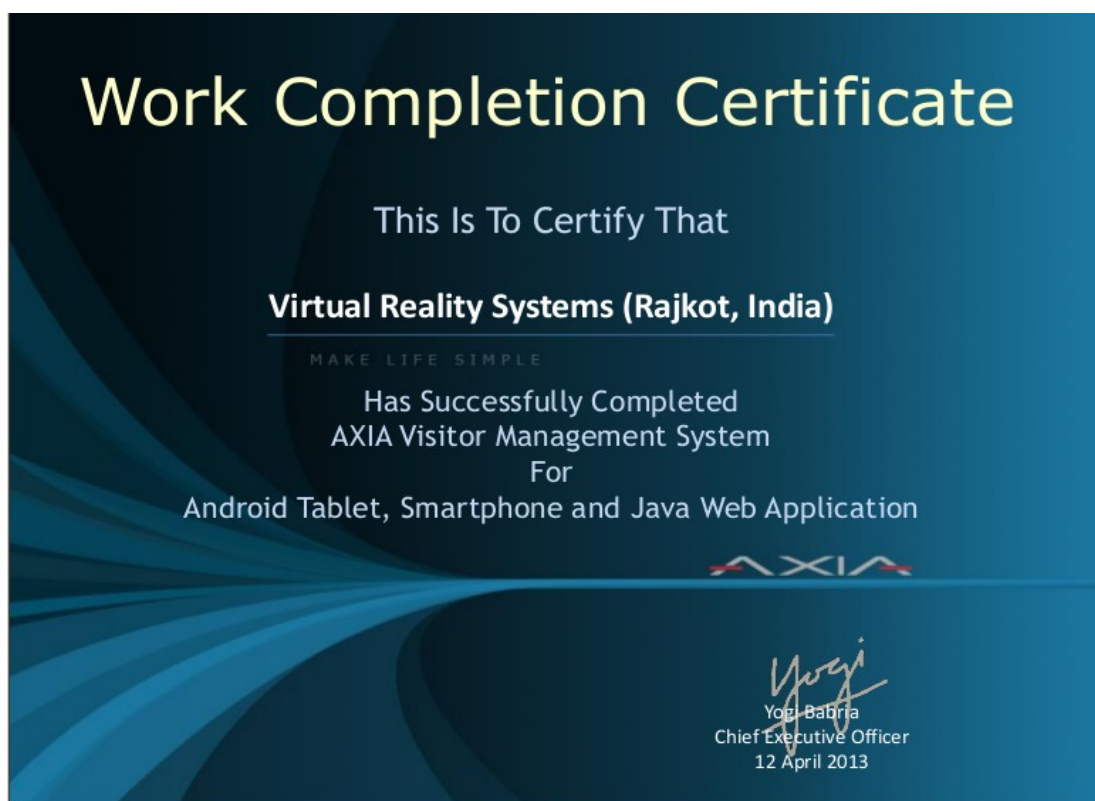 Work Completion Certificate
This Is To Certify That
Virtual Reality Systems (Rajkot, India)
MAKE LIFE SIMPLE
Has Successfully Completed
AXIA Visitor Management System
For
Android Tablet, Smartphone and Java Web Application
AXIA
Yogi
Yogi Babria
Chief Executive Officer
12 April 2013